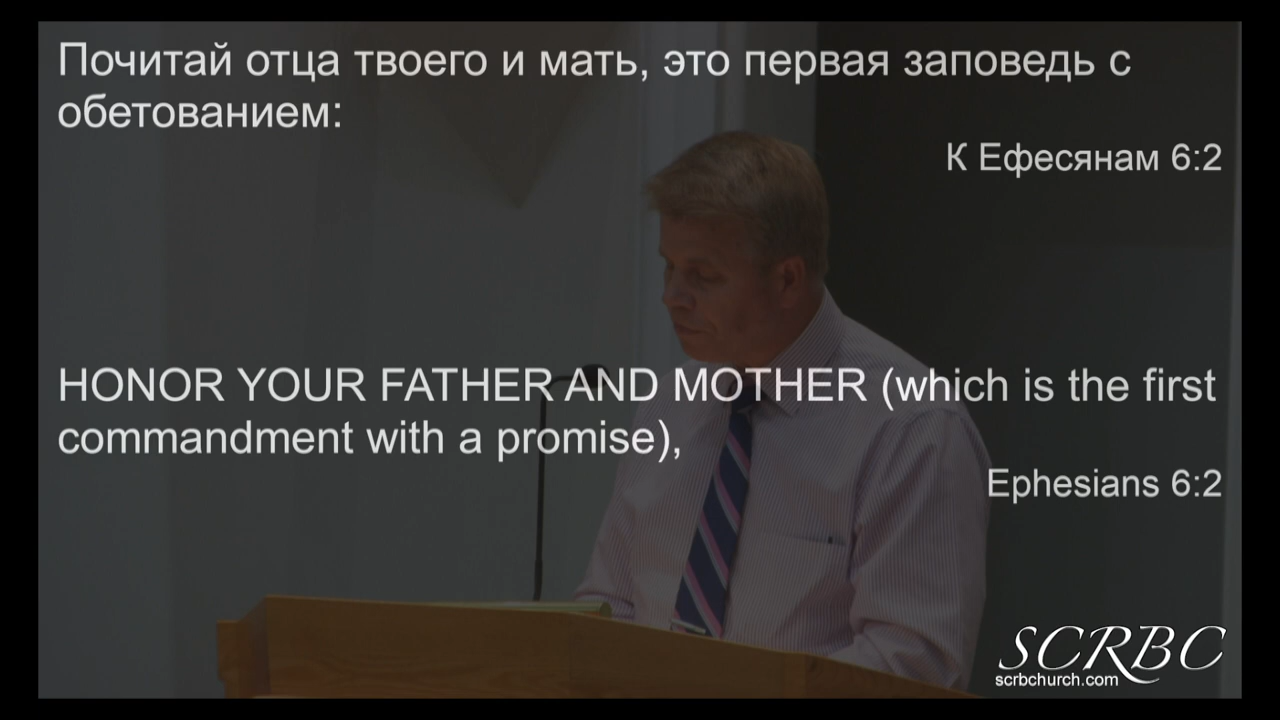 Почитай отца твоего и мать, это первая заповедь с
обетованием:
К Ефесянам 6:2
HONOR YOUR FATHER AND MOTHER (which is the first
commandment with a promise),
Ephesians 6:2
SCRBC
scrbchurch.com